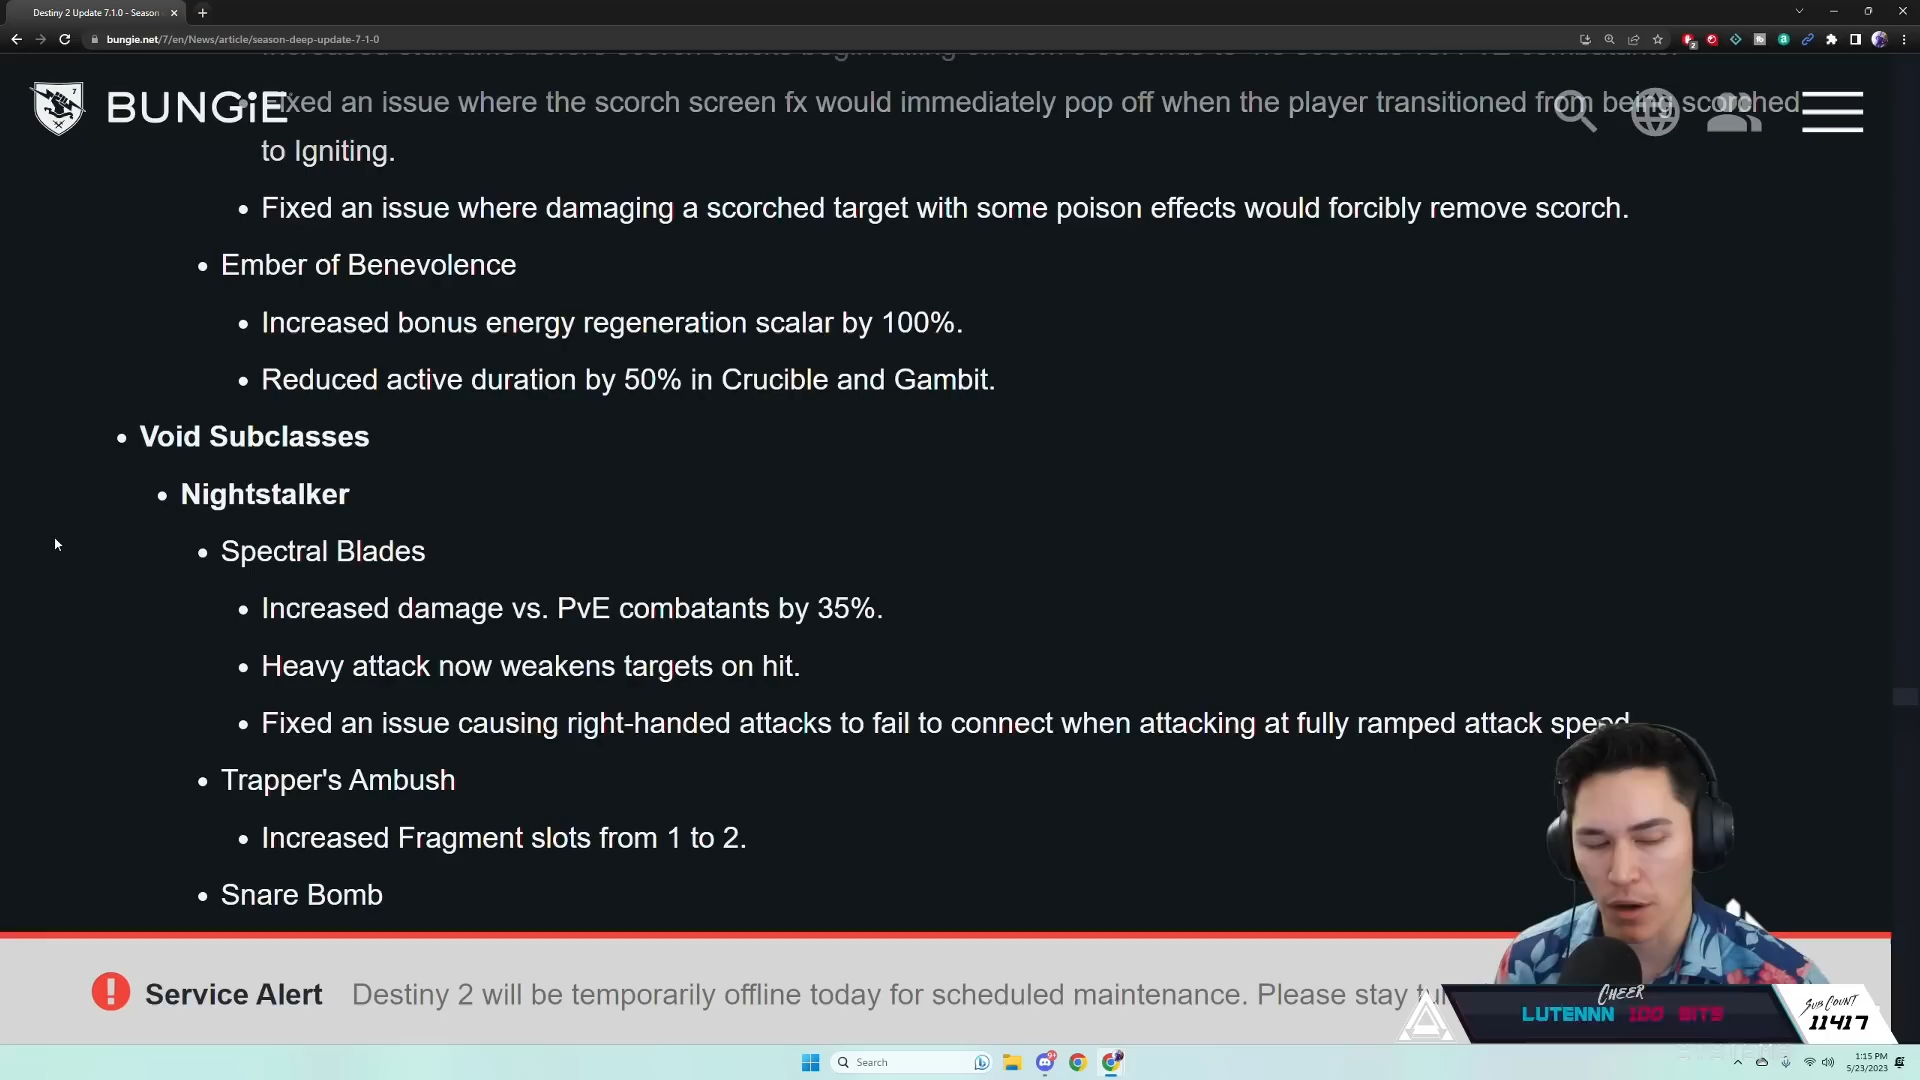 Destiny 2 Update 7.1.0 - Season
bungie.net/7/en/News/article/season-deep-update-7-1-0
BUNGiE
Fixed an issue where the scorch screen fx would immediately pop off when the player transitioned from being scorched
to Igniting.
• Fixed an issue where damaging a scorched target with some poison effects would forcibly remove scorch.
• Ember of Benevolence
• Increased bonus energy regeneration scalar by 100%.
• Reduced active duration by 50% in Crucible and Gambit.
• Void Subclasses
• Nightstalker
• Spectral Blades
• Increased damage vs. PvE combatants by 35%.
• Heavy attack now weakens targets on hit.
• Fixed an issue causing right-handed attacks to fail to connect when attacking at fully ramped attack speed
• Trapper's Ambush
• Increased Fragment slots from 1 to 2.
• Snare Bomb
Service Alert Destiny 2 will be temporarily offline today for scheduled maintenance. Please stay
CHEER
LUTENNN 100 BITS
SUB COUNT
11417
Search
1:15 PM
5/23/2023